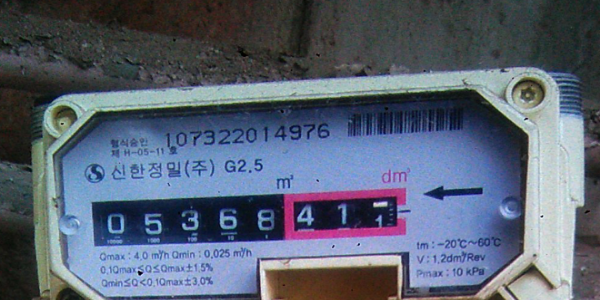 형식승인
제 H-05-11 호
107322014976
신한정밀(주) G2.5
m³
dm³
05368411
Qmax : 4.0 m³/h Qmin : 0.025 m³/h
0.1Qmax≤Q≤Qmax±1.5%
Qmin≤Q<0.1Qmax±3.0%
tm : -20℃~60℃
V : 1.2dm³/Rev
Pmax : 10 kPa